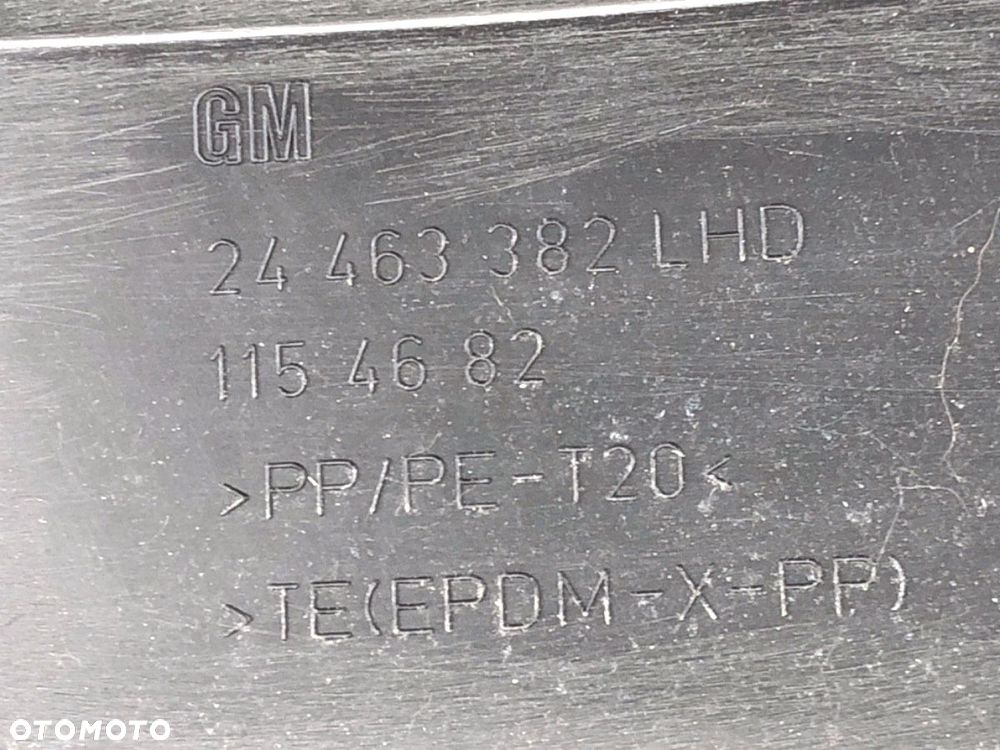 GM
24 463 382 LHD
115 46 82
>PP/PE-T20<
>TE(EPDM-X-PP)
OTOMOTO